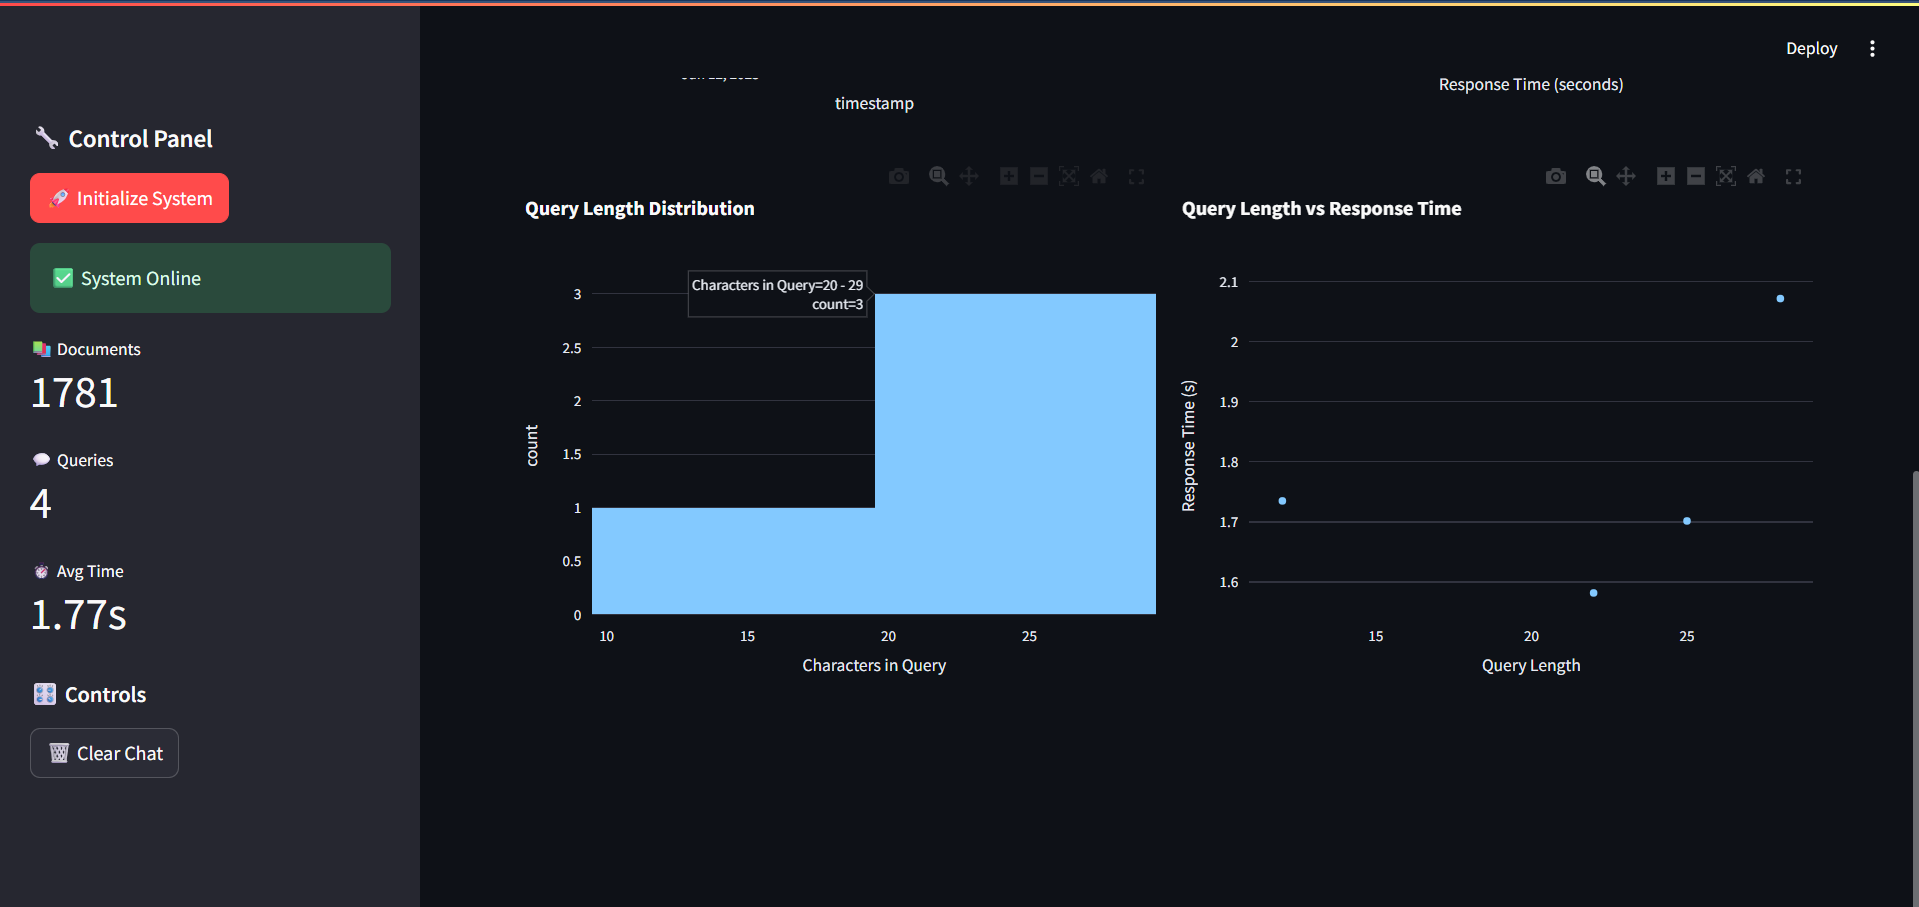 Deploy
Control Panel
Initialize System
System Online
Documents
1781
Queries
4
Avg Time
1.77s
Controls
Clear Chat
timestamp
Response Time (seconds)
Query Length Distribution
Characters in Query=20 - 29
count=3
3
2.5
2
1.5
1
0.5
0
count
10 15 20 25
Characters in Query
Query Length vs Response Time
2.1
2
1.9
1.8
1.7
1.6
Response Time (s)
15 20 25
Query Length